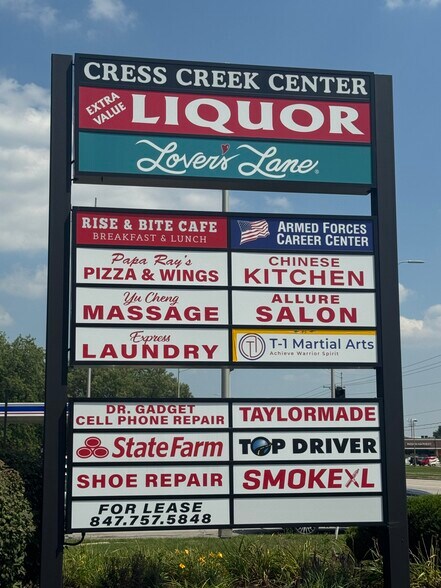 CRESS CREEK CENTER
EXTRA VALUE LIQUOR
Lover's Lane
RISE & BITE CAFE
BREAKFAST & LUNCH
ARMED FORCES
CAREER CENTER
Papa Ray's
PIZZA & WINGS
CHINESE
KITCHEN
Yu Cheng
MASSAGE
ALLURE
SALON
Express
LAUNDRY
T-1 Martial Arts
Achieve Warrior Spirit
DR. GADGET
CELL PHONE REPAIR
TAYLORMADE
StateFarm
TOP DRIVER
SHOE REPAIR
SMOKEXL
FOR LEASE
847.757.5848